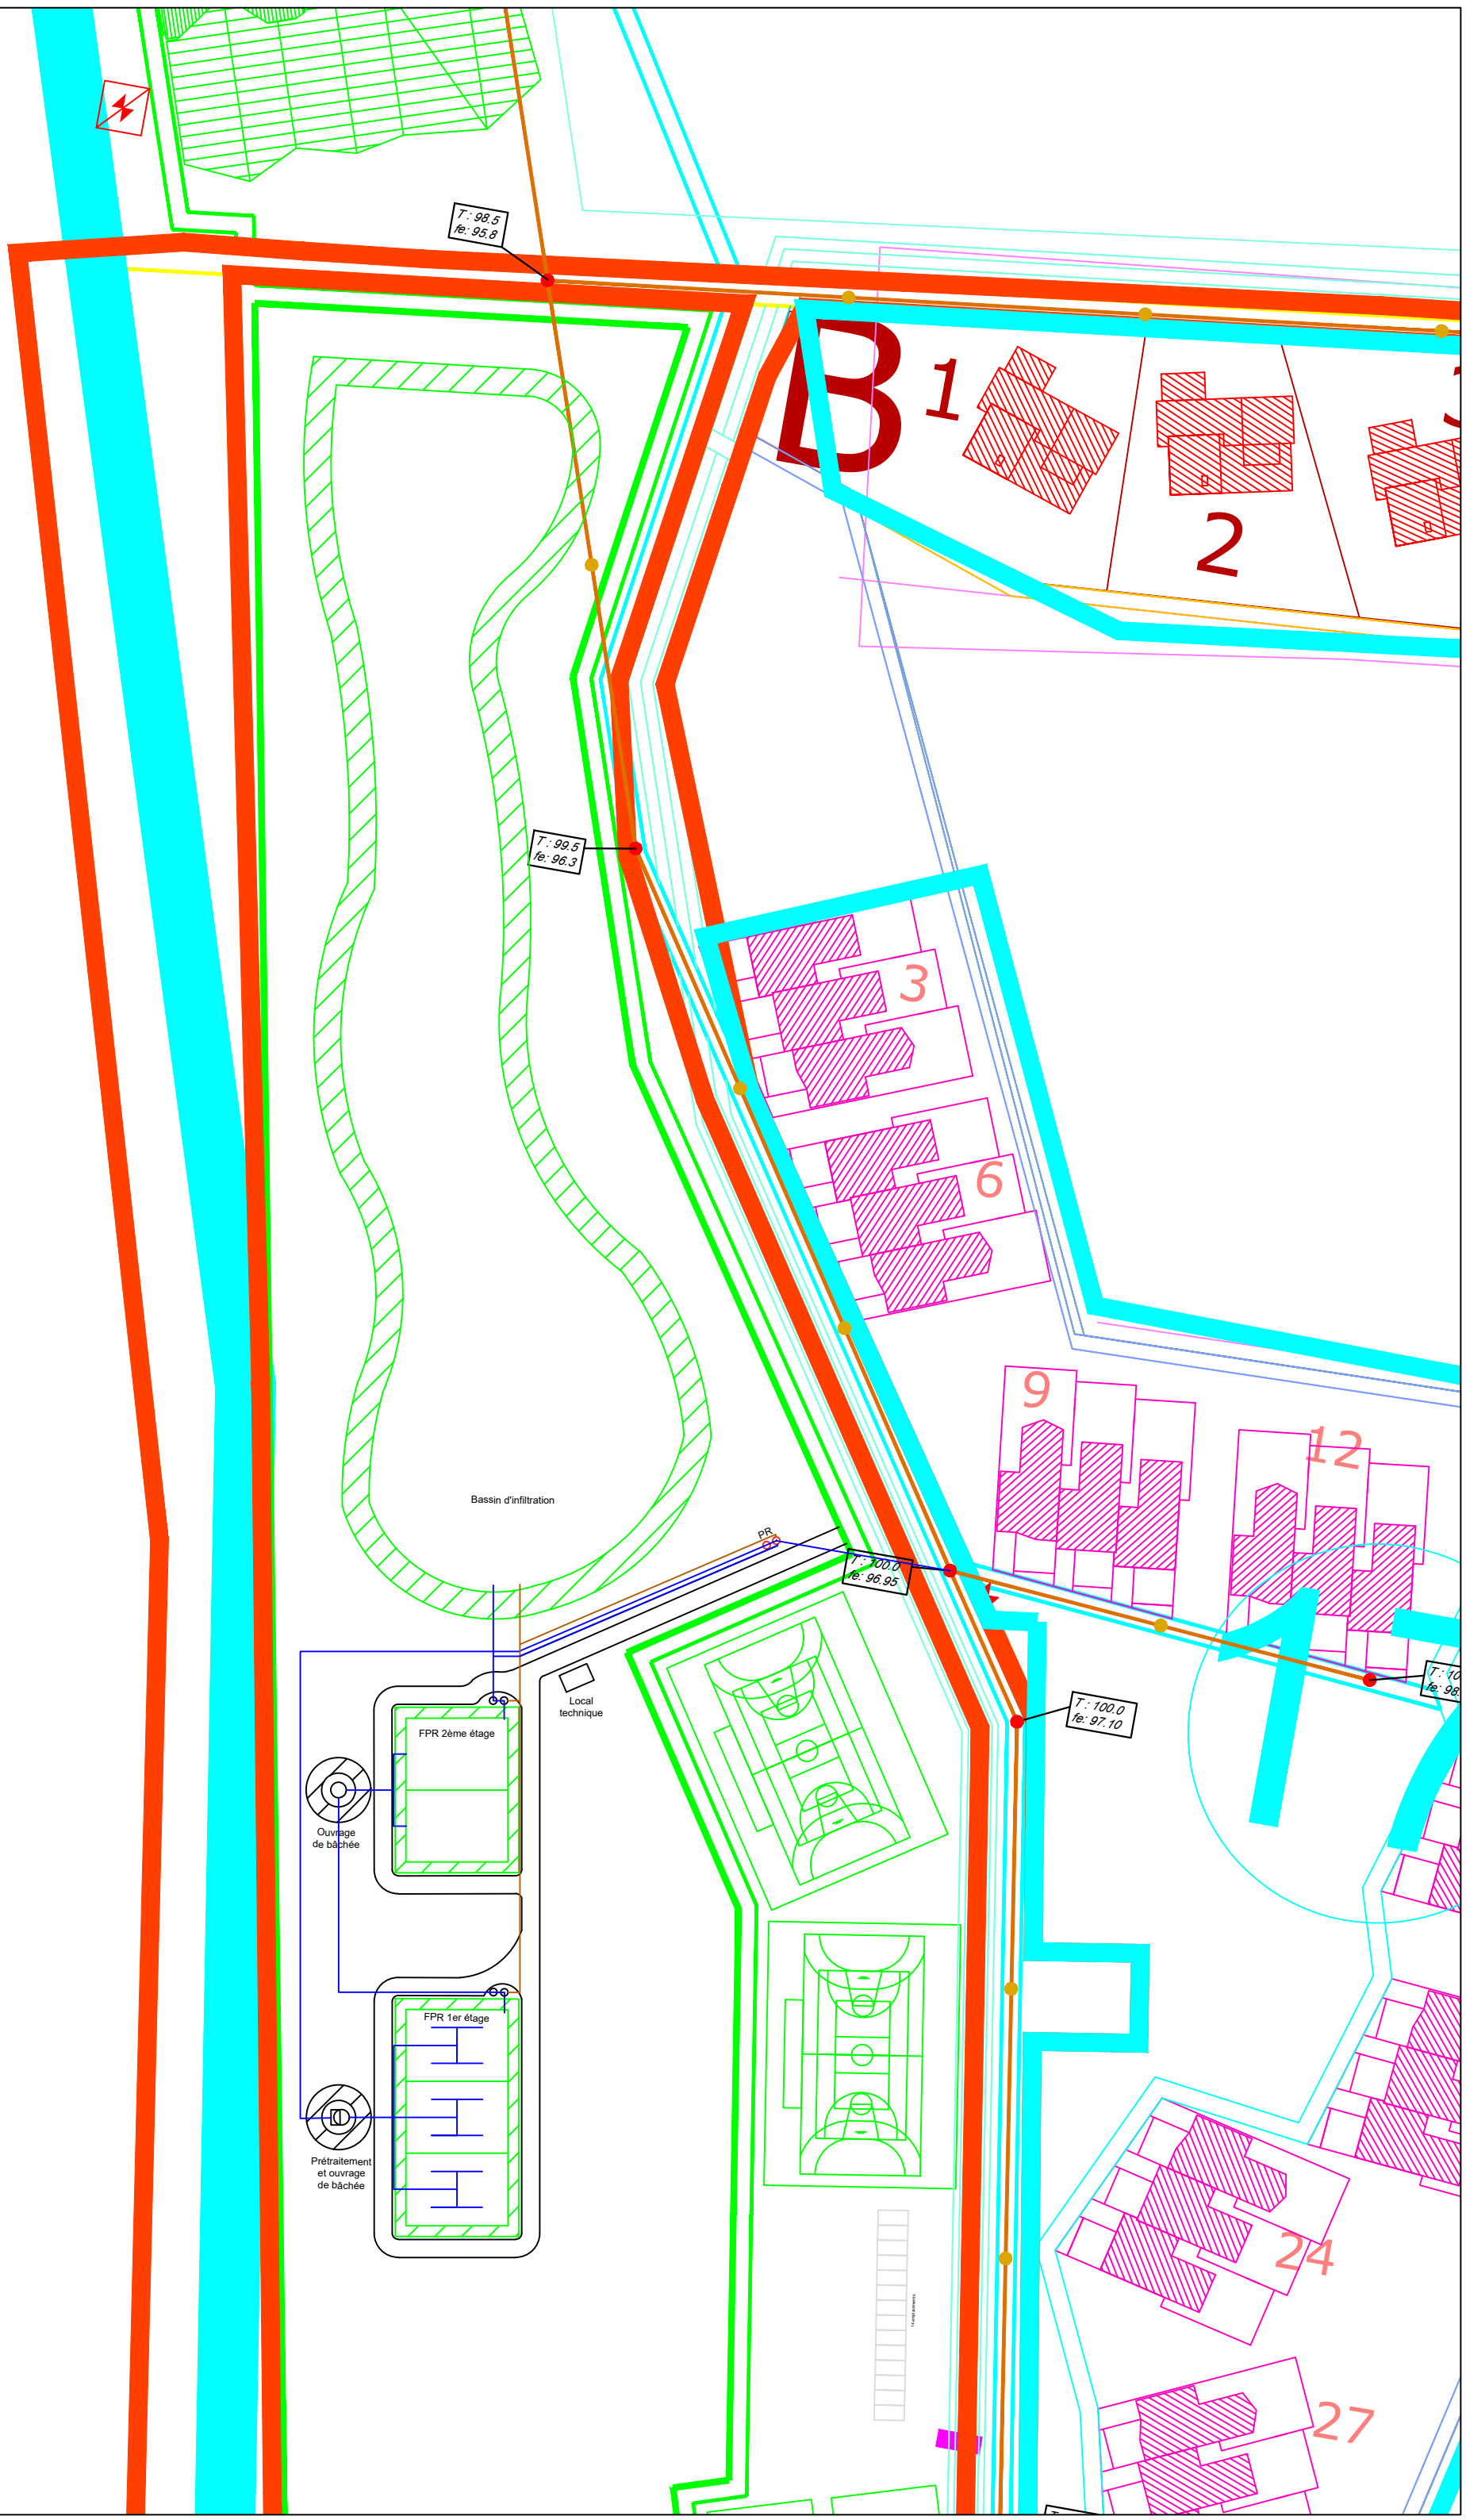 T : 98.5
fe: 95.8
B
1
2
T : 99.5
fe: 96.3
3
6
9
12
Bassin d'infiltration
PR
T : 100.0
fe: 96.95
17
T : 100.0
fe: 97.10
Local
technique
FPR 2ème étage
Ouvrage
de bâchée
FPR 1er étage
Prétraitement
et ouvrage
de bâchée
24
27